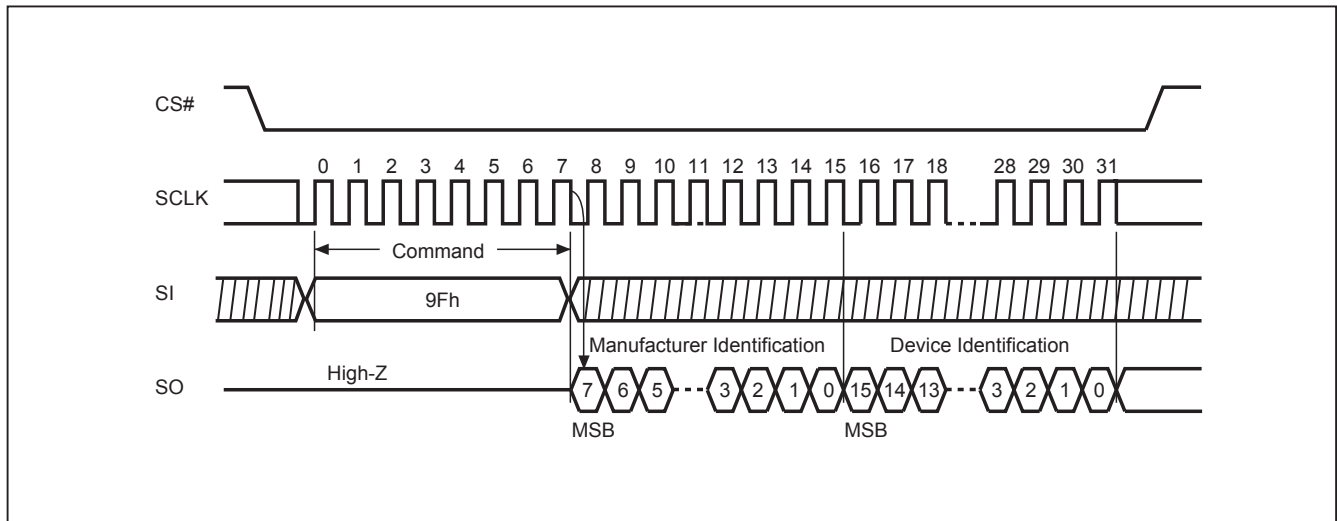 CS#
0 1 2 3 4 5 6 7 8 9 10 11 12 13 14 15 16 17 18 28 29 30 31
SCLK
Command
SI
9Fh
Manufacturer Identification Device Identification
High-Z
SO
7 6 5 3 2 1 0 15 14 13 3 2 1 0
MSB MSB